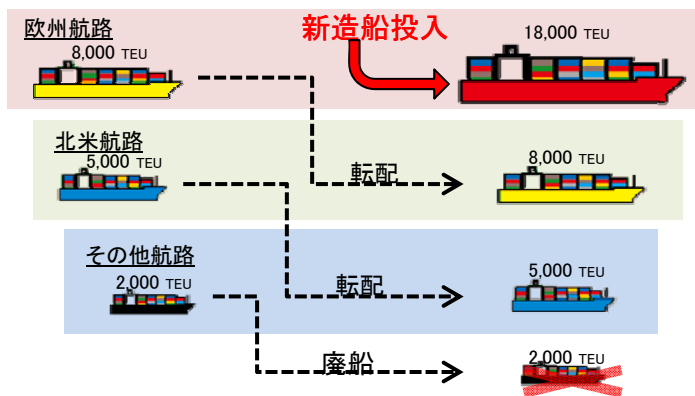 欧州航路
8,000 TEU
新造船投入
18,000 TEU
北米航路
5,000 TEU
転配
8,000 TEU
その他航路
2,000 TEU
転配
5,000 TEU
廃船
2,000 TEU